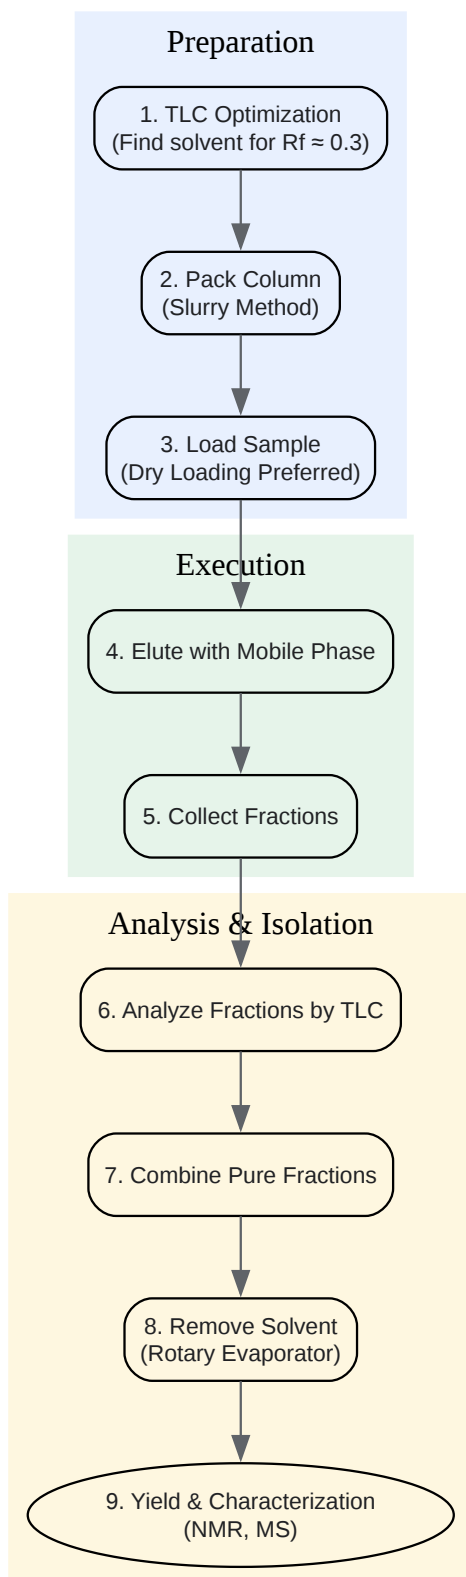 Preparation
1. TLC Optimization
(Find solvent for Rf ≈ 0.3)
2. Pack Column
(Slurry Method)
3. Load Sample
(Dry Loading Preferred)
Execution
4. Elute with Mobile Phase
5. Collect Fractions
Analysis & Isolation
6. Analyze Fractions by TLC
7. Combine Pure Fractions
8. Remove Solvent
(Rotary Evaporator)
9. Yield & Characterization
(NMR, MS)